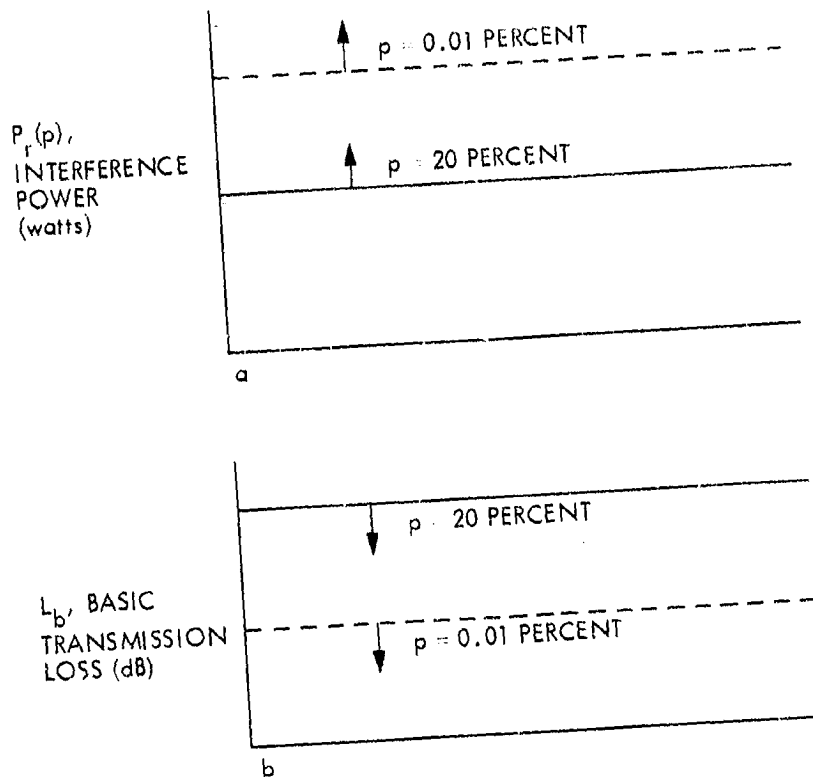 p = 0.01 PERCENT
P_r(p),
INTERFERENCE
POWER
(watts)
p = 20 PERCENT
a
p 20 PERCENT
L_b, BASIC
TRANSMISSION
LOSS (dB)
p = 0.01 PERCENT
b